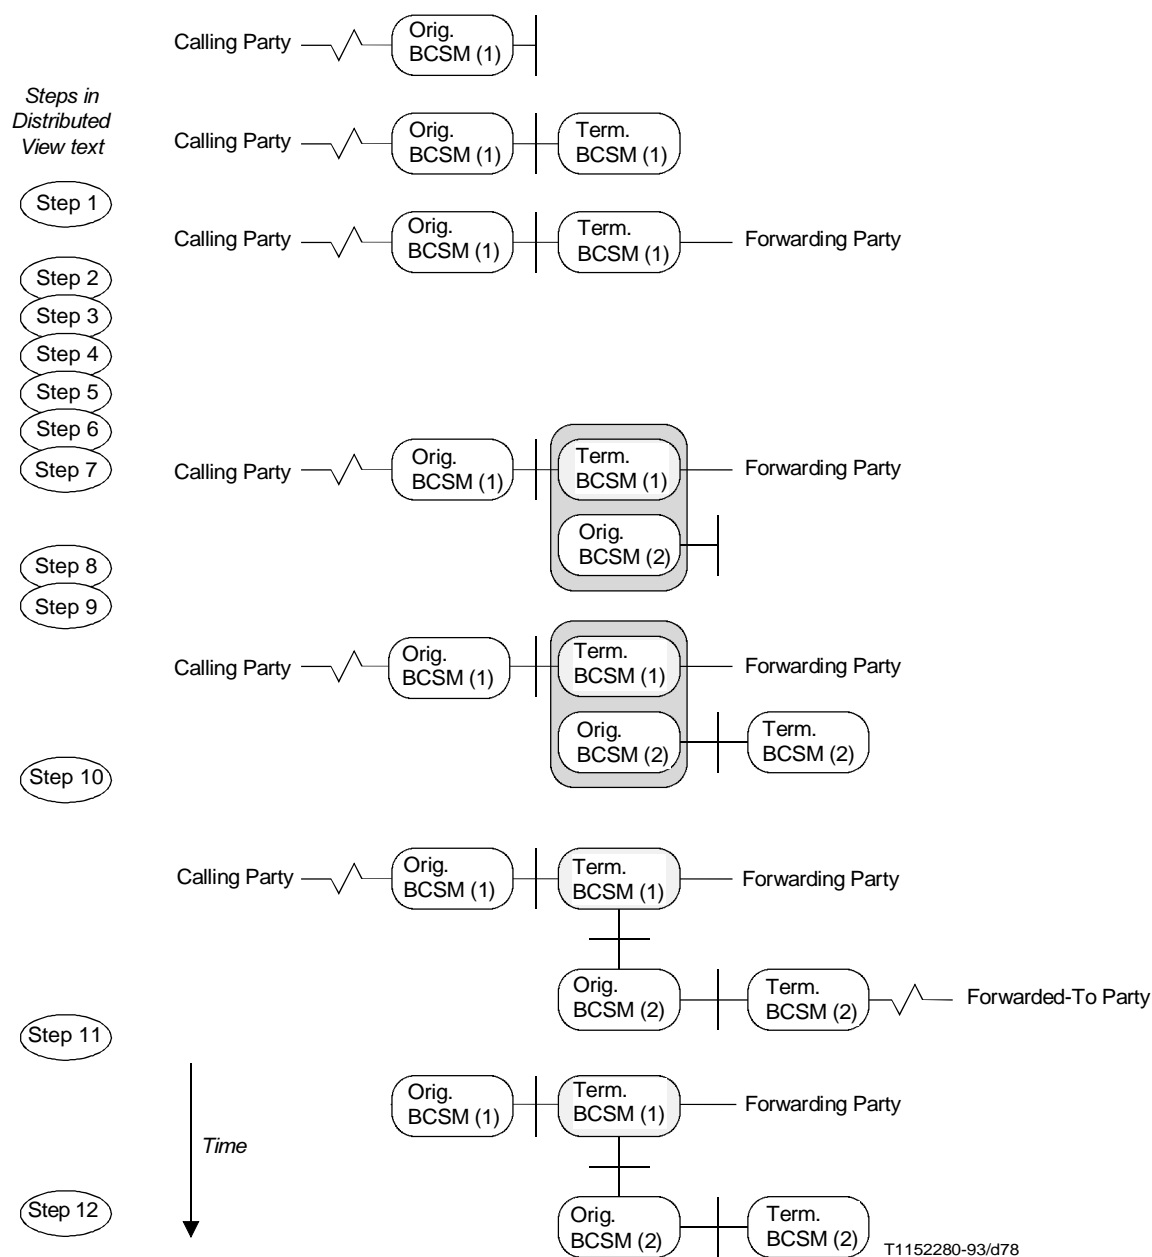 Calling Party
Orig.
BCSM (1)
Steps in
Distributed
View text
Calling Party
Orig.
BCSM (1)
Term.
BCSM (1)
Step 1
Calling Party
Orig.
BCSM (1)
Term.
BCSM (1)
Forwarding Party
Step 2
Step 3
Step 4
Step 5
Step 6
Step 7
Calling Party
Orig.
BCSM (1)
Term.
BCSM (1)
Forwarding Party
Orig.
BCSM (2)
Step 8
Step 9
Calling Party
Orig.
BCSM (1)
Term.
BCSM (1)
Forwarding Party
Orig.
BCSM (2)
Term.
BCSM (2)
Step 10
Calling Party
Orig.
BCSM (1)
Term.
BCSM (1)
Forwarding Party
Orig.
BCSM (2)
Term.
BCSM (2)
Forwarded-To Party
Step 11
Orig.
BCSM (1)
Term.
BCSM (1)
Forwarding Party
Time
Step 12
Orig.
BCSM (2)
Term.
BCSM (2)
T1152280-93/d78